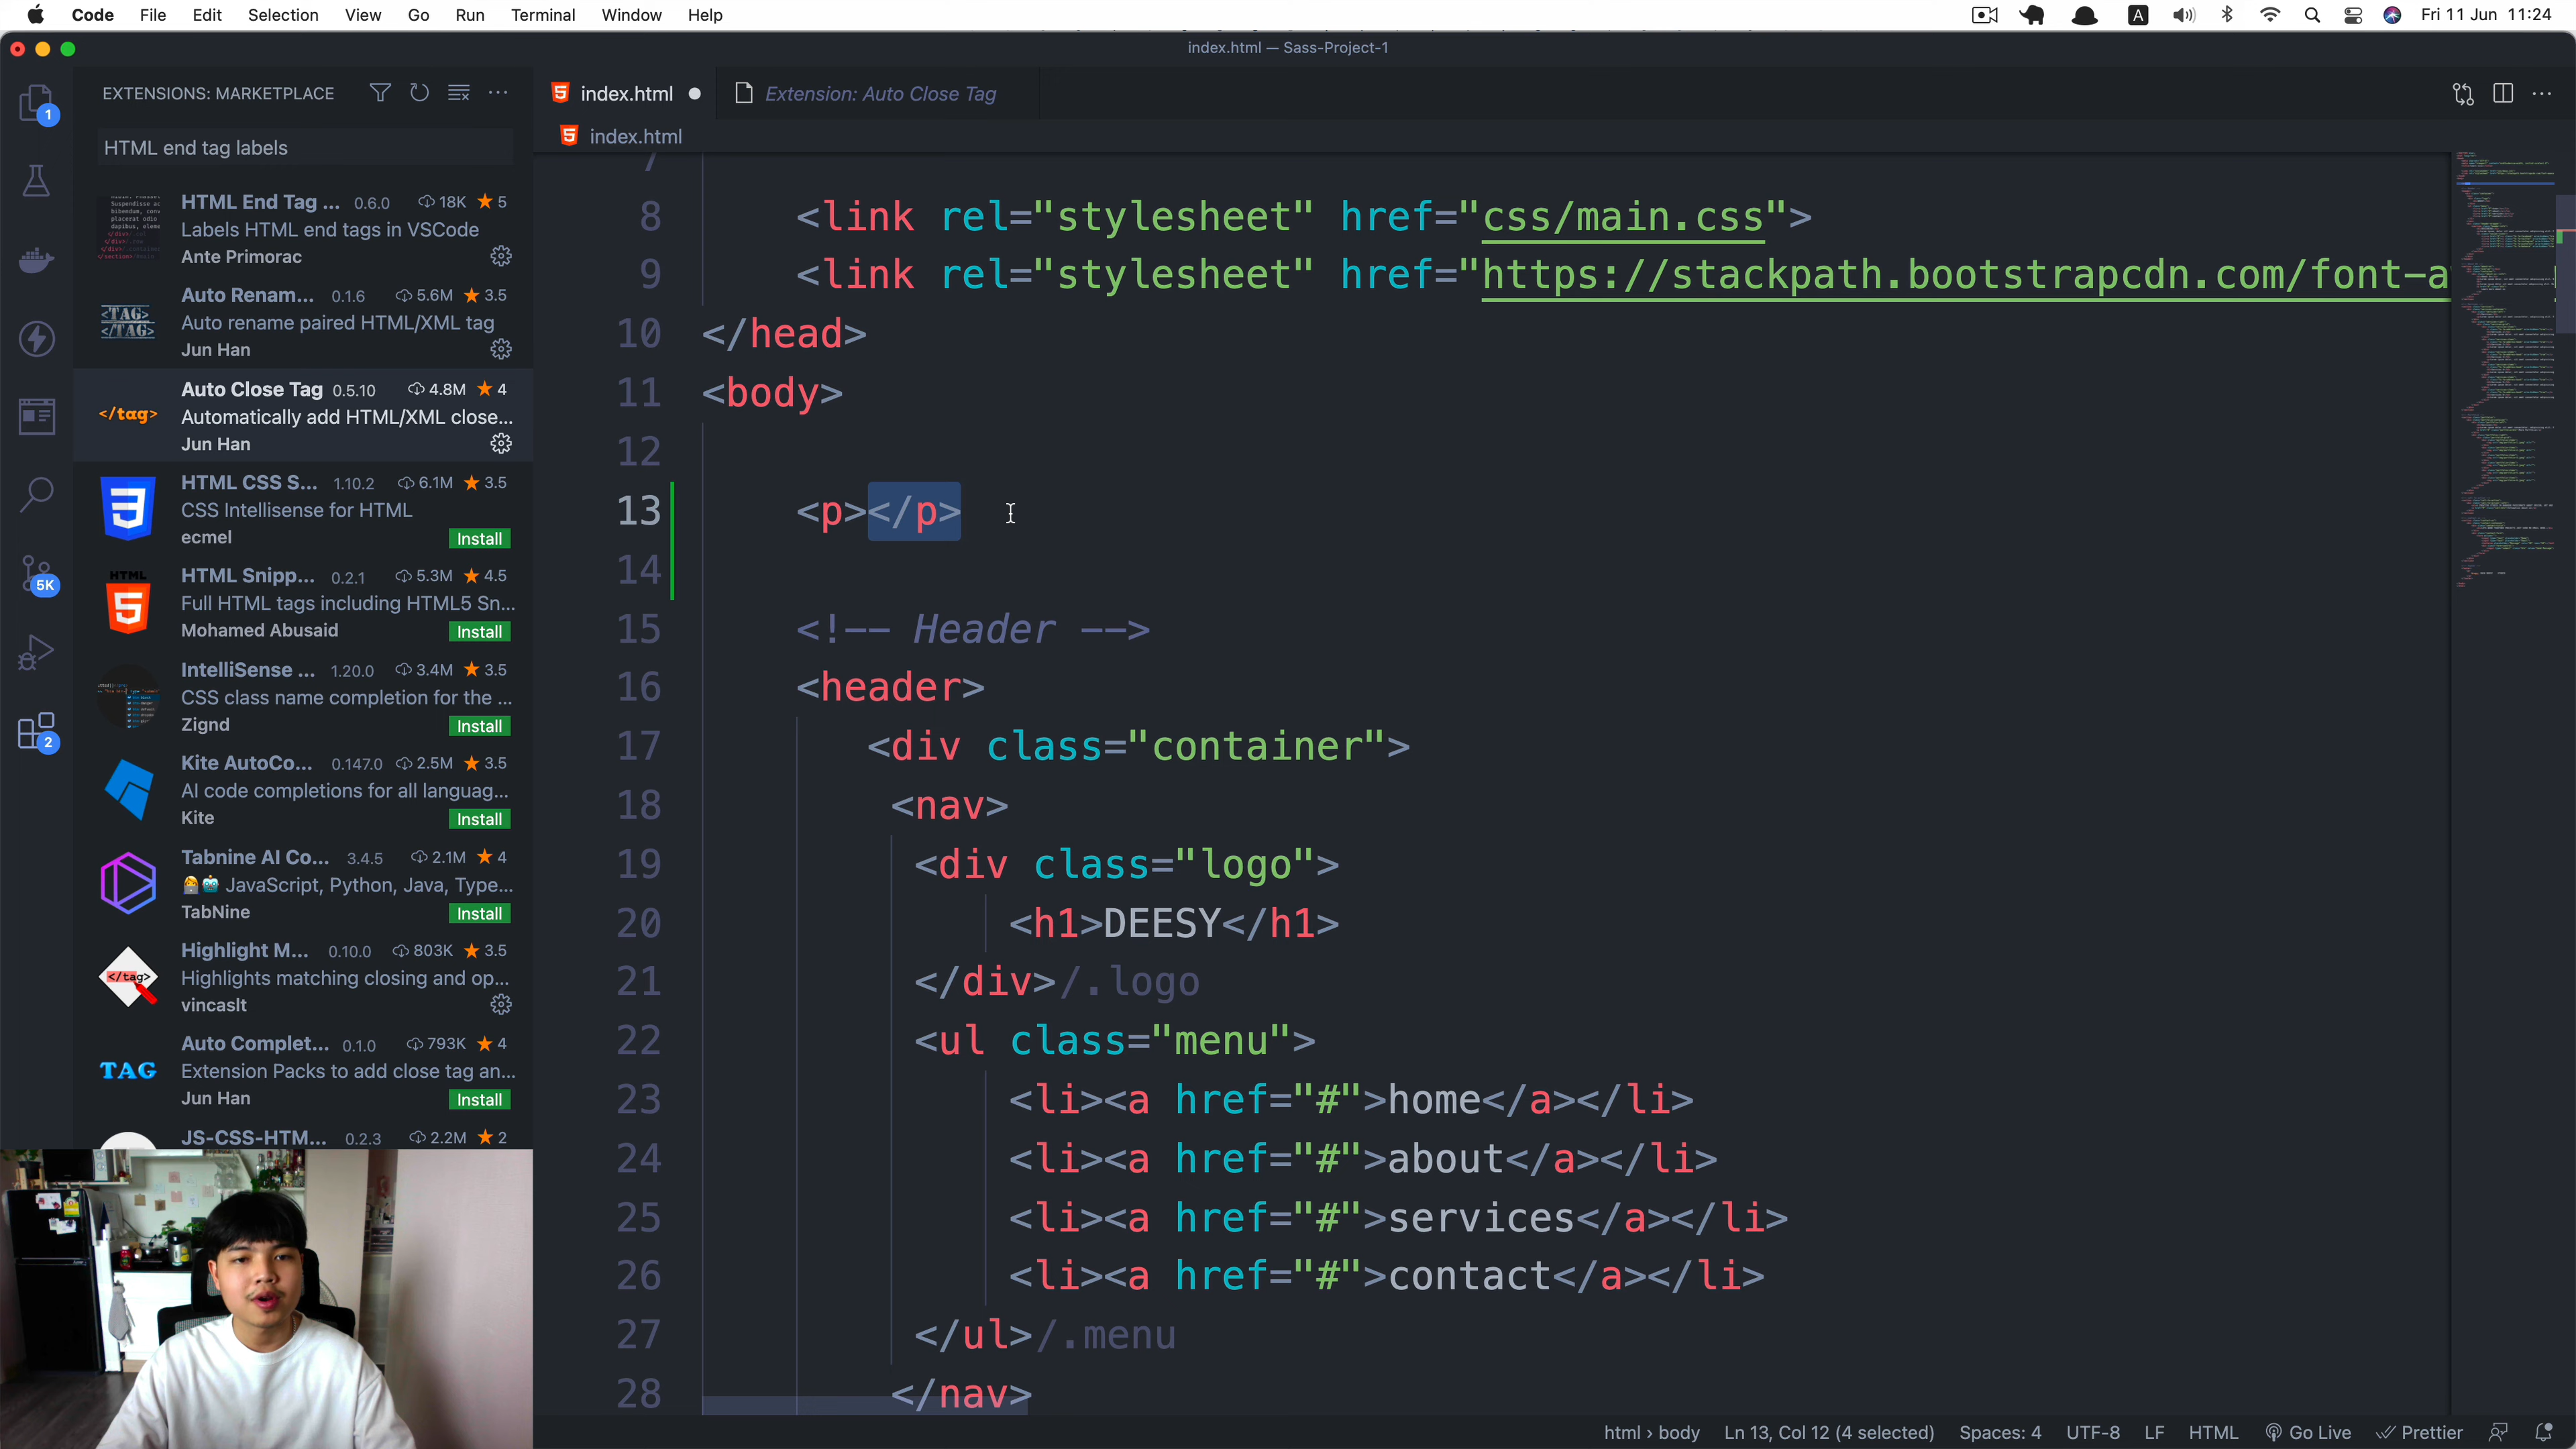 Code File Edit Selection View Go Run Terminal Window Help
A
Fri 11 Jun 11:24
index.html — Sass-Project-1
EXTENSIONS: MARKETPLACE
HTML end tag labels
HTML End Tag ... 0.6.0 18K 5
Labels HTML end tags in VSCode
Ante Primorac
<TAG>
</TAG>
Auto Renam... 0.1.6 5.6M 3.5
Auto rename paired HTML/XML tag
Jun Han
</tag>
Auto Close Tag 0.5.10 4.8M 4
Automatically add HTML/XML close...
Jun Han
HTML CSS S... 1.10.2 6.1M 3.5
CSS Intellisense for HTML
ecmel
Install
HTML
5
HTML Snipp... 0.2.1 5.3M 4.5
Full HTML tags including HTML5 Sn...
Mohamed Abusaid
Install
IntelliSense ... 1.20.0 3.4M 3.5
CSS class name completion for the ...
Zignd
Install
Kite AutoCo... 0.147.0 2.5M 3.5
AI code completions for all languag...
Kite
Install
Tabnine AI Co... 3.4.5 2.1M 4
JavaScript, Python, Java, Type...
TabNine
Install
</tag>
Highlight M... 0.10.0 803K 3.5
Highlights matching closing and op...
vincaslt
TAG
Auto Complet... 0.1.0 793K 4
Extension Packs to add close tag an...
Jun Han
Install
JS-CSS-HTM... 0.2.3 2.2M 2
1
5K
2
index.html
Extension: Auto Close Tag
index.html
7
8 <link rel="stylesheet" href="css/main.css">
9 <link rel="stylesheet" href="https://stackpath.bootstrapcdn.com/font-a
10 </head>
11 <body>
12
13 <p></p>
14
15 <!-- Header -->
16 <header>
17 <div class="container">
18 <nav>
19 <div class="logo">
20 <h1>DEESY</h1>
21 </div>/.logo
22 <ul class="menu">
23 <li><a href="#">home</a></li>
24 <li><a href="#">about</a></li>
25 <li><a href="#">services</a></li>
26 <li><a href="#">contact</a></li>
27 </ul>/.menu
28 </nav>
html › body Ln 13, Col 12 (4 selected) Spaces: 4 UTF-8 LF HTML Go Live Prettier